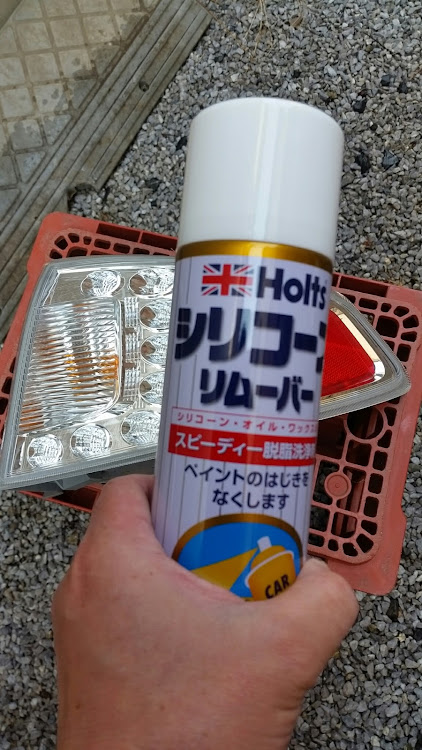 Holts
シリコーン
リムーバー
シリコーン・オイル・ワックス
スピーディー脱脂洗浄
ペイントのはじきを
なくします
CAR